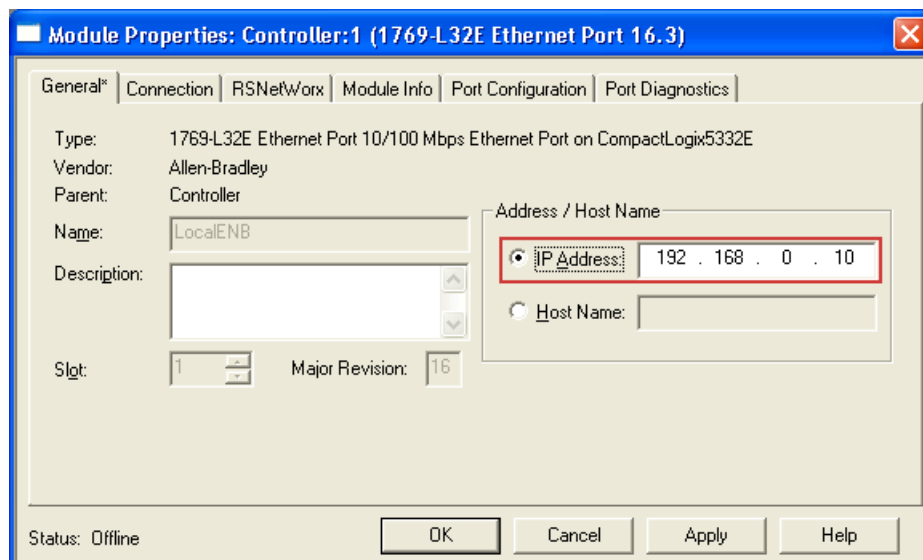 Module Properties: Controller:1 (1769-L32E Ethernet Port 16.3)
General* Connection RSNetWorx Module Info Port Configuration Port Diagnostics
Type: 1769-L32E Ethernet Port 10/100 Mbps Ethernet Port on CompactLogix5332E
Vendor: Allen-Bradley
Parent: Controller
Name: LocalENB
Description:
Slot: 1 Major Revision: 16
Address / Host Name
IP Address: 192 . 168 . 0 . 10
Host Name:
Status: Offline
OK Cancel Apply Help